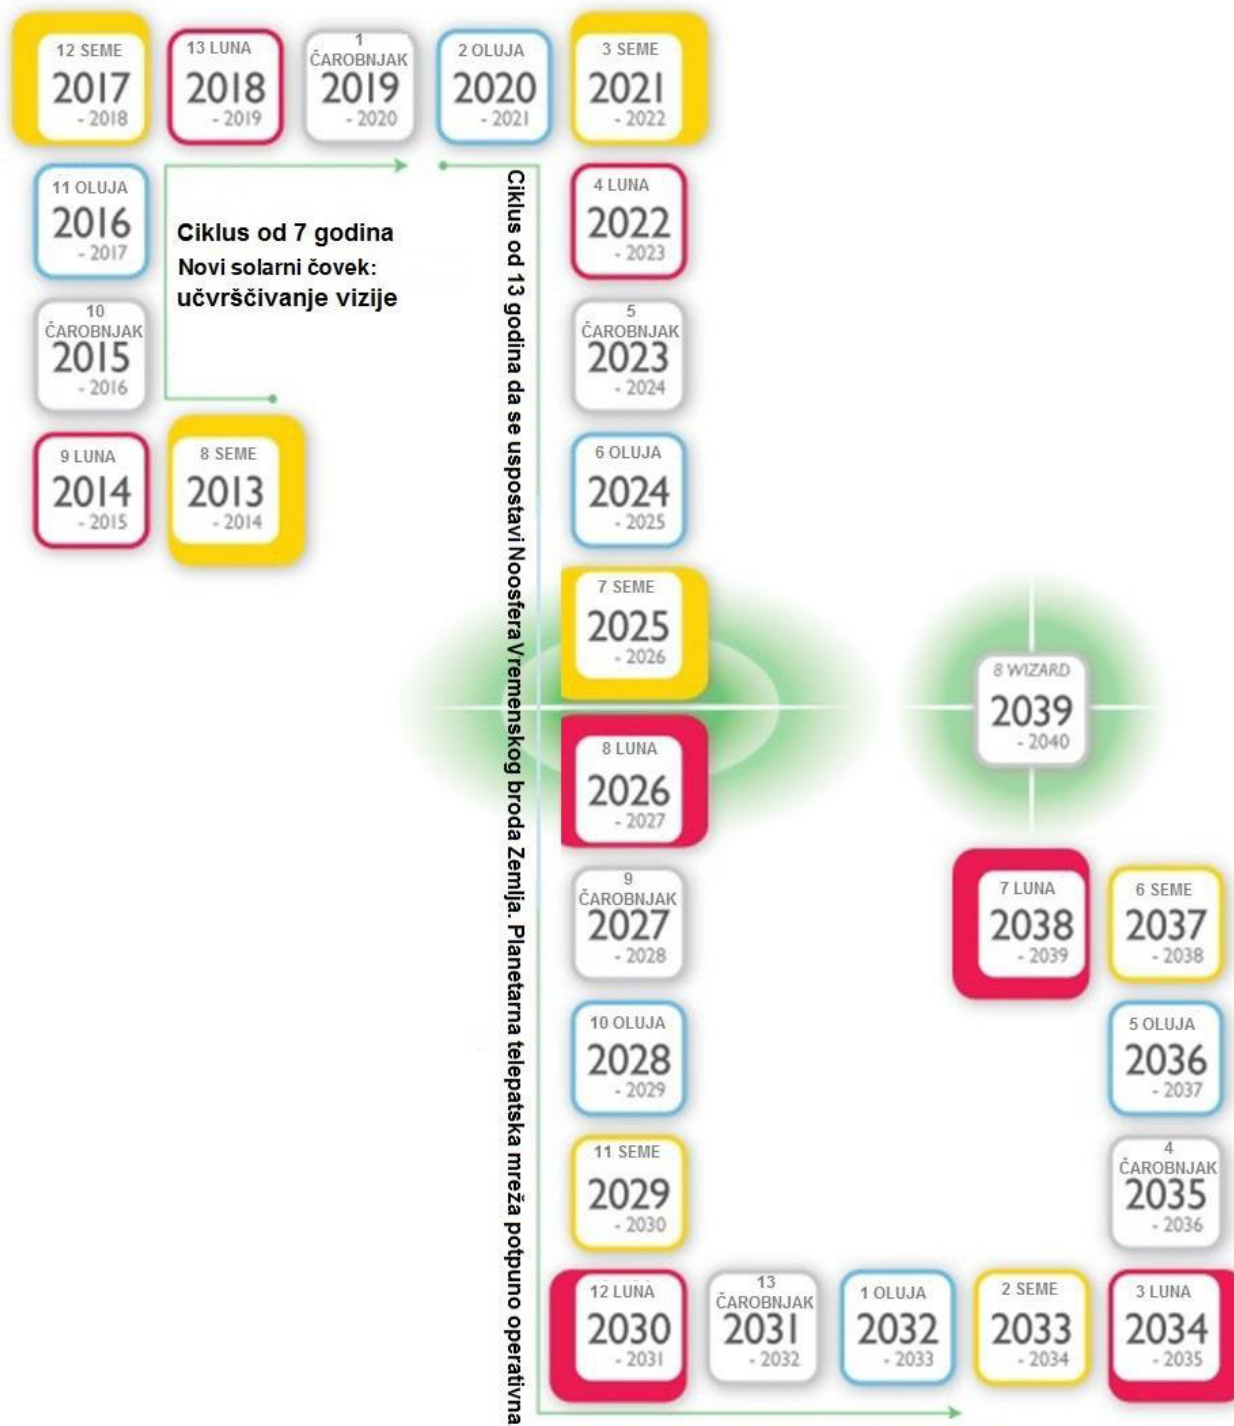 12 SEME
2017
- 2018
13 LUNA
2018
- 2019
1
ČAROBNJAK
2019
- 2020
2 OLUJA
2020
- 2021
3 SEME
2021
- 2022
11 OLUJA
2016
- 2017
Ciklus od 7 godina
Novi solarni čovek:
učvrščivanje vizije
10
ČAROBNJAK
2015
- 2016
9 LUNA
2014
- 2015
8 SEME
2013
- 2014
Ciklus od 13 godina da se uspostavi Noosfera Vremenskog broda Zemlja. Planetarna telepatska mreža potpuno operativna
4 LUNA
2022
- 2023
5
ČAROBNJAK
2023
- 2024
6 OLUJA
2024
- 2025
7 SEME
2025
- 2026
8 LUNA
2026
- 2027
9
ČAROBNJAK
2027
- 2028
10 OLUJA
2028
- 2029
11 SEME
2029
- 2030
12 LUNA
2030
- 2031
13
ČAROBNJAK
2031
- 2032
1 OLUJA
2032
- 2033
2 SEME
2033
- 2034
3 LUNA
2034
- 2035
4
ČAROBNJAK
2035
- 2036
5 OLUJA
2036
- 2037
6 SEME
2037
- 2038
7 LUNA
2038
- 2039
8 WIZARD
2039
- 2040